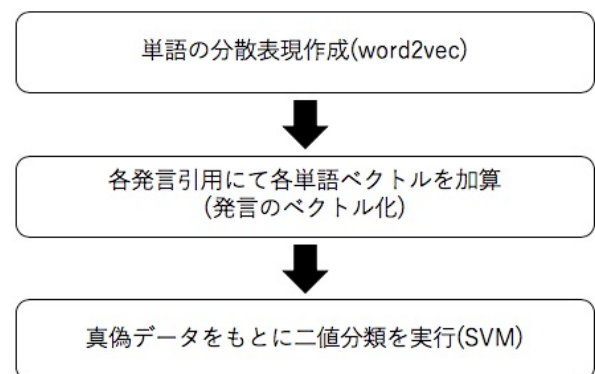 単語の分散表現作成(word2vec)
各発言引用にて各単語ベクトルを加算
(発言のベクトル化)
真偽データをもとに二値分類を実行(SVM)